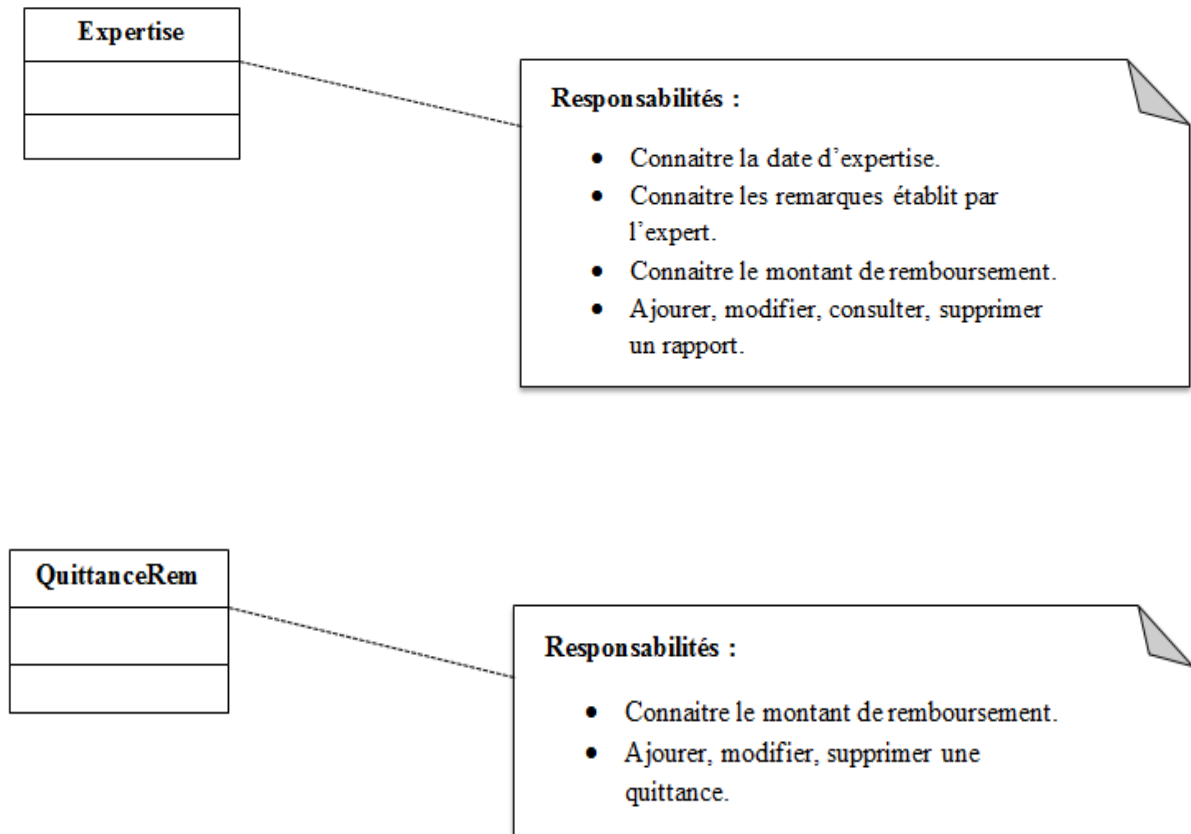 Expertise
Responsabilités :
• Connaitre la date d’expertise.
• Connaitre les remarques établit par
l’expert.
• Connaitre le montant de remboursement.
• Ajourer, modifier, consulter, supprimer
un rapport.
QuittanceRem
Responsabilités :
• Connaitre le montant de remboursement.
• Ajourer, modifier, supprimer une
quittance.